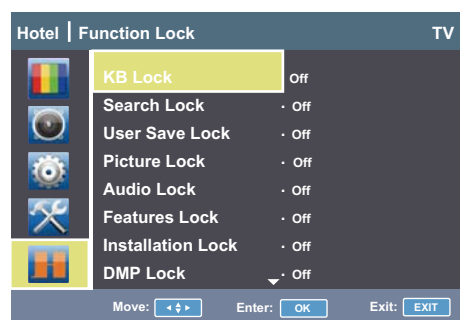 Hotel | Function Lock TV
KB Lock Off
Search Lock · Off
User Save Lock · Off
Picture Lock · Off
Audio Lock · Off
Features Lock · Off
Installation Lock · Off
DMP Lock · Off
Move: Enter: OK Exit: EXIT